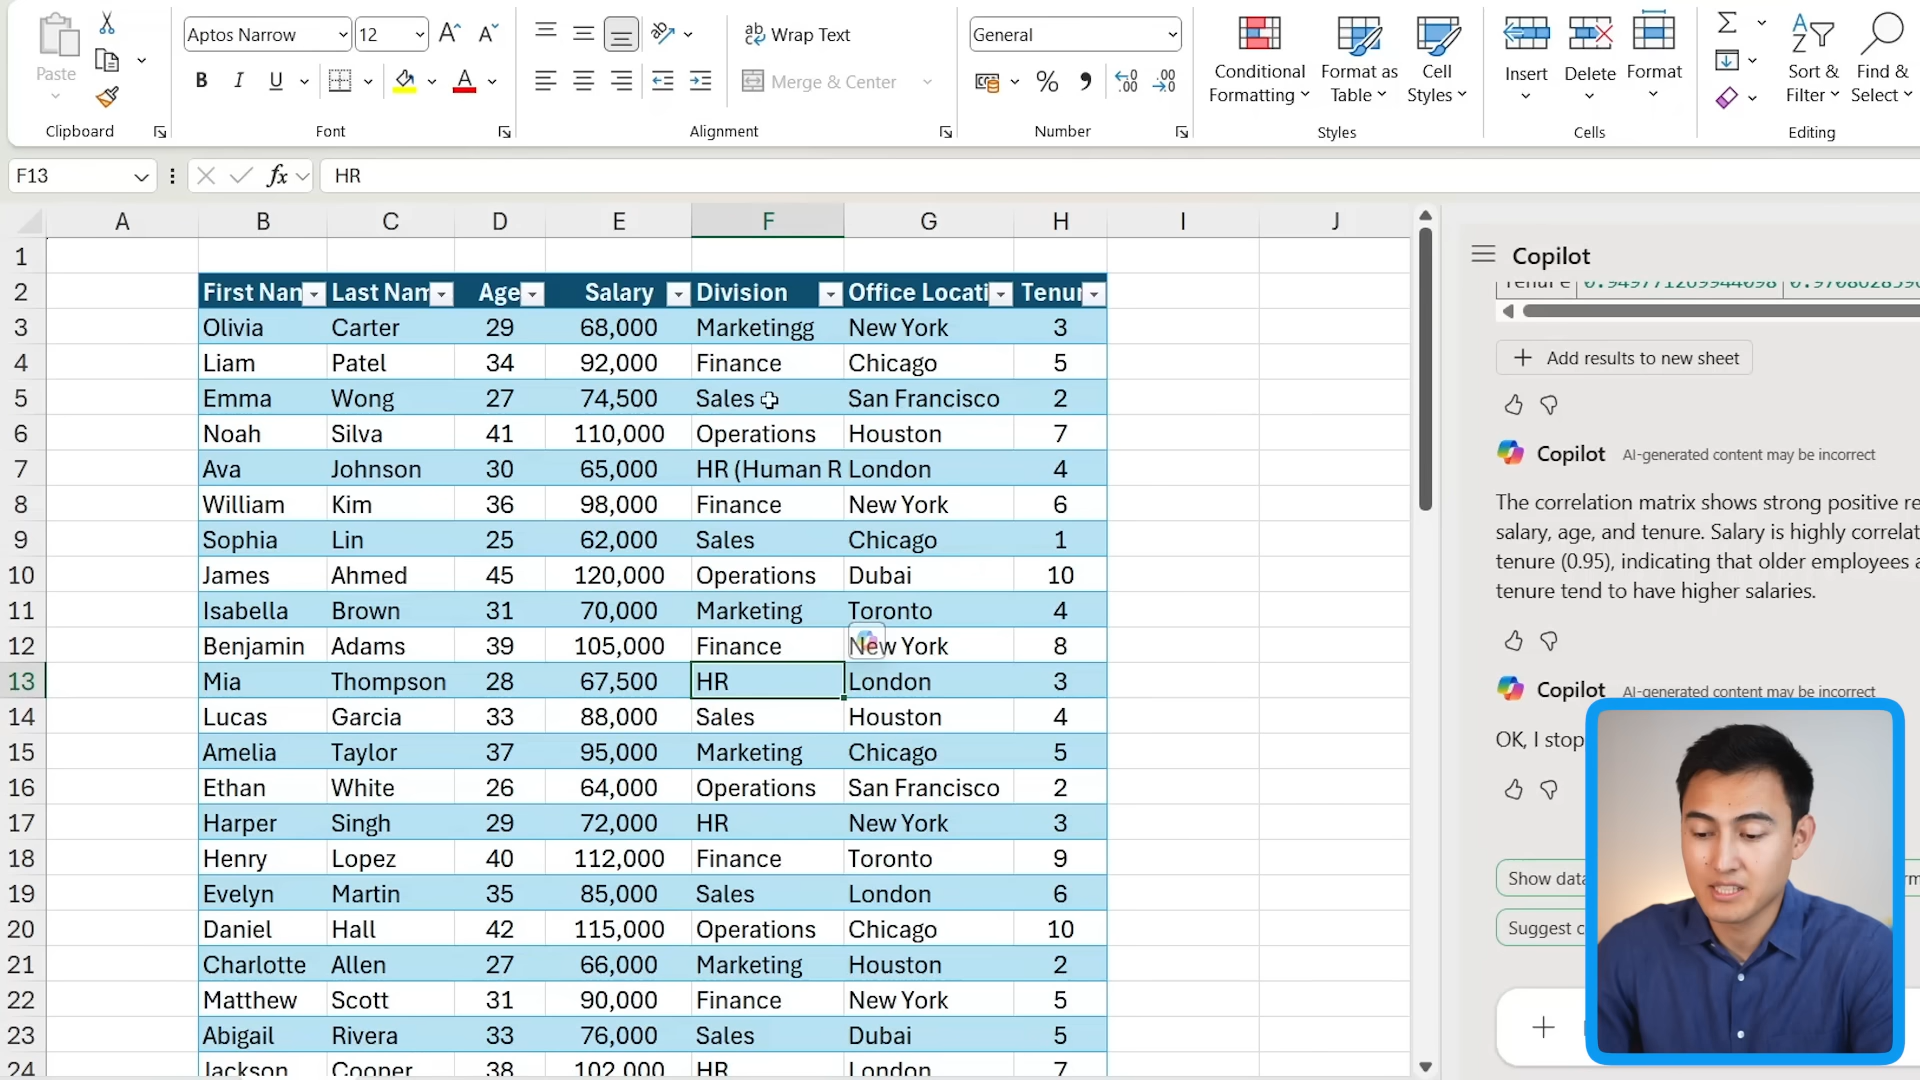 Paste
Clipboard
Aptos Narrow 12
B I U
Font
ab Wrap Text
Merge & Center
Alignment
General
% 9
Number
Conditional Formatting
Format as Table
Cell Styles
Styles
Insert
Delete
Format
Cells
Sort & Filter
Find & Select
Editing
F13 fx HR
A B C D E F G H I J
1
2 First Nan Last Nam Age Salary Division Office Locati Tenur
3 Olivia Carter 29 68,000 Marketingg New York 3
4 Liam Patel 34 92,000 Finance Chicago 5
5 Emma Wong 27 74,500 Sales San Francisco 2
6 Noah Silva 41 110,000 Operations Houston 7
7 Ava Johnson 30 65,000 HR (Human R London 4
8 William Kim 36 98,000 Finance New York 6
9 Sophia Lin 25 62,000 Sales Chicago 1
10 James Ahmed 45 120,000 Operations Dubai 10
11 Isabella Brown 31 70,000 Marketing Toronto 4
12 Benjamin Adams 39 105,000 Finance New York 8
13 Mia Thompson 28 67,500 HR London 3
14 Lucas Garcia 33 88,000 Sales Houston 4
15 Amelia Taylor 37 95,000 Marketing Chicago 5
16 Ethan White 26 64,000 Operations San Francisco 2
17 Harper Singh 29 72,000 HR New York 3
18 Henry Lopez 40 112,000 Finance Toronto 9
19 Evelyn Martin 35 85,000 Sales London 6
20 Daniel Hall 42 115,000 Operations Chicago 10
21 Charlotte Allen 27 66,000 Marketing Houston 2
22 Matthew Scott 31 90,000 Finance New York 5
23 Abigail Rivera 33 76,000 Sales Dubai 5
24 Jackson Cooper 38 102,000 HR London 7
Copilot
Tenure
Add results to new sheet
Copilot AI-generated content may be incorrect
The correlation matrix shows strong positive re
salary, age, and tenure. Salary is highly correlat
tenure (0.95), indicating that older employees a
tenure tend to have higher salaries.
Copilot AI-generated content may be incorrect
OK, I stop
Show data
Suggest c